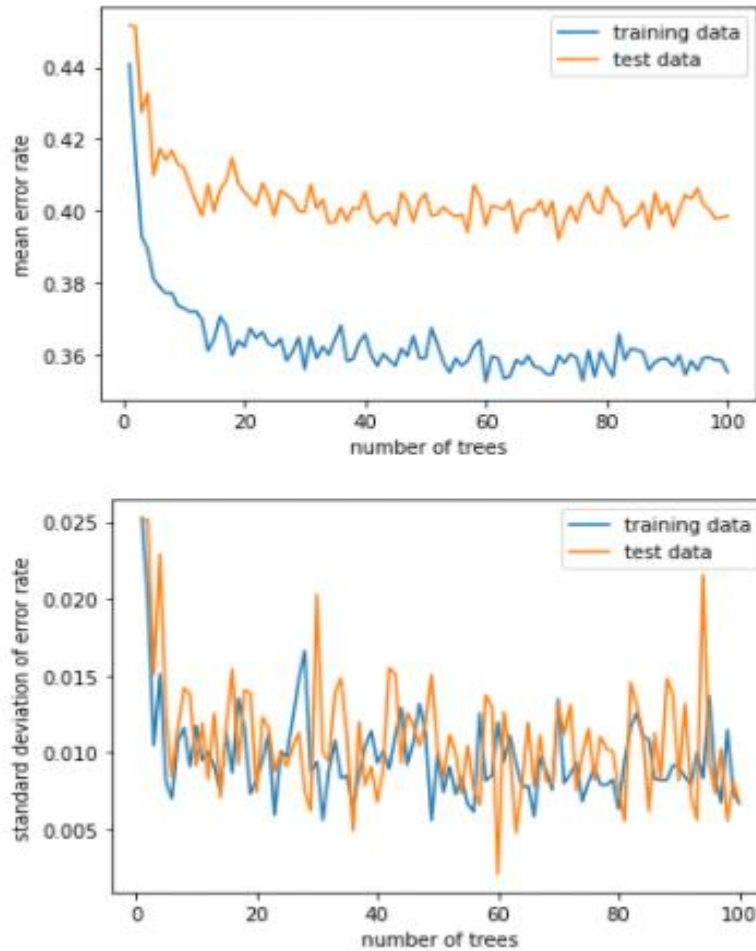 training data
test data
0.44
0.42
0.40
0.38
0.36
mean error rate
0 20 40 60 80 100
number of trees
training data
test data
0.025
0.020
0.015
0.010
0.005
standard deviation of error rate
0 20 40 60 80 100
number of trees